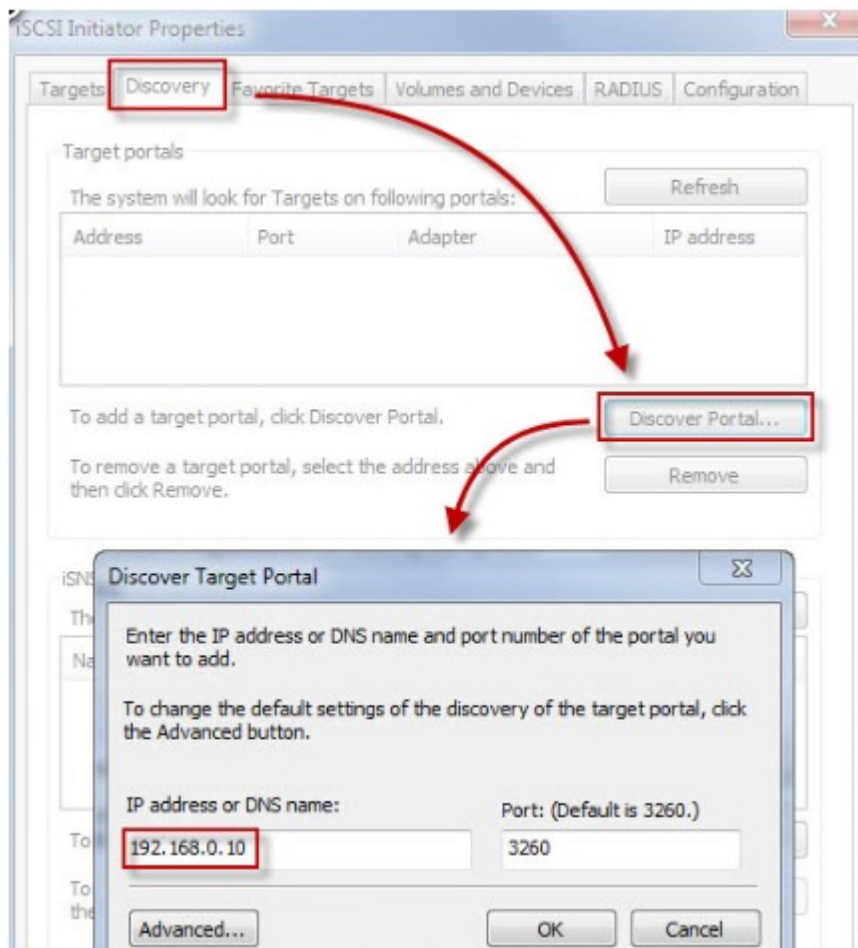 iSCSI Initiator Properties
Targets Discovery Favorite Targets Volumes and Devices RADIUS Configuration
Target portals
The system will look for Targets on following portals: Refresh
Address Port Adapter IP address
To add a target portal, click Discover Portal. Discover Portal...
To remove a target portal, select the address above and
then click Remove.
Remove
iSNS
Discover Target Portal
Enter the IP address or DNS name and port number of the portal you
want to add.
To change the default settings of the discovery of the target portal, click
the Advanced button.
IP address or DNS name: Port: (Default is 3260.)
To
192.168.0.10 3260
To
the
Advanced... OK Cancel